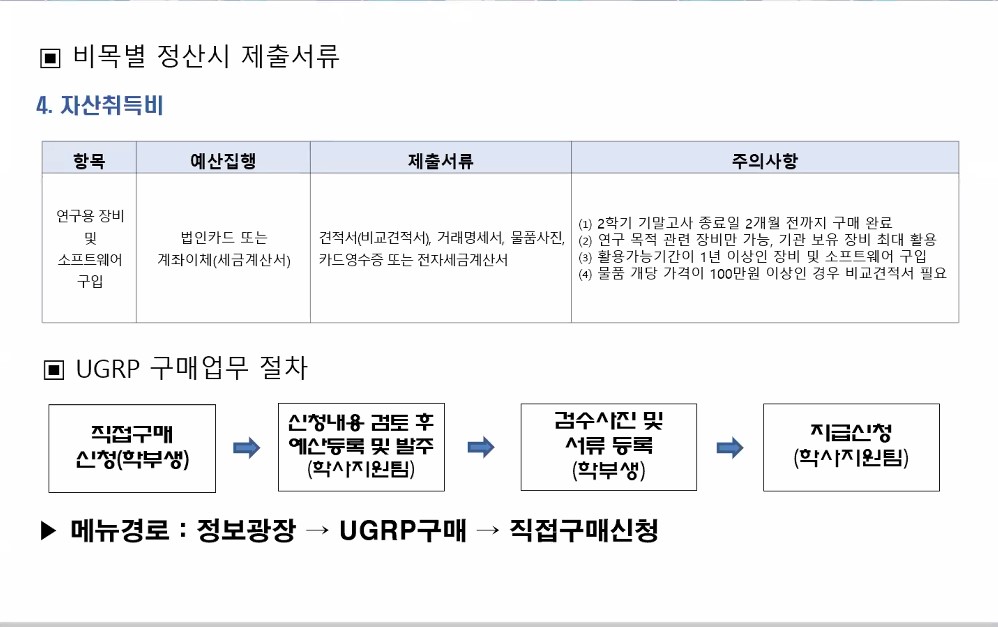 ▣ 비목별 정산시 제출서류
4. 자산취득비
항목 예산집행 제출서류 주의사항
연구용 장비
및
소프트웨어
구입
법인카드 또는
계좌이체(세금계산서)
견적서(비교견적서), 거래명세서, 물품사진,
카드영수증 또는 전자세금계산서
⑴ 2학기 기말고사 종료일 2개월 전까지 구매 완료
⑵ 연구 목적 관련 장비만 가능, 기관 보유 장비 최대 활용
⑶ 활용가능기간이 1년 이상인 장비 및 소프트웨어 구입
⑷ 물품 개당 가격이 100만원 이상인 경우 비교견적서 필요
▣ UGRP 구매업무 절차
직접구매
신청(학부생)
신청내용 검토 후
예산등록 및 발주
(학사지원팀)
검수사진 및
서류 등록
(학부생)
지급신청
(학사지원팀)
▶ 메뉴경로 : 정보광장 → UGRP구매 → 직접구매신청